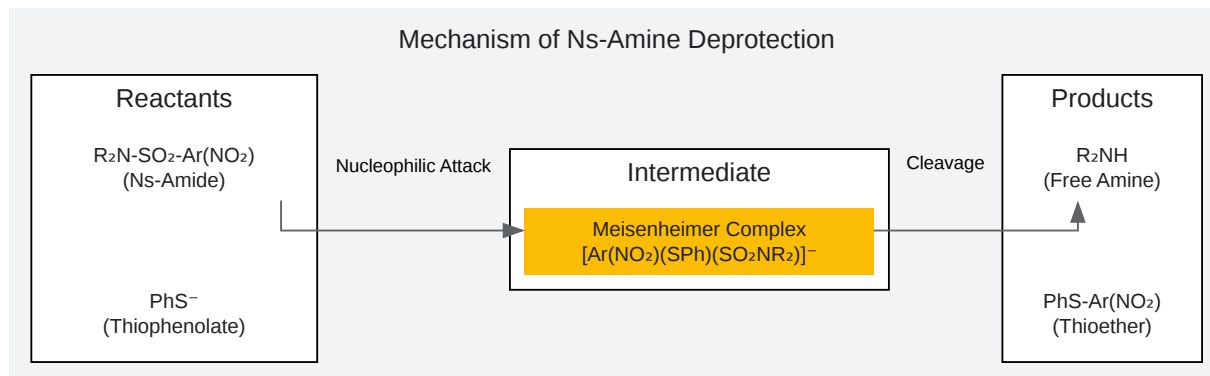 Mechanism of Ns-Amine Deprotection
Reactants
R₂N-SO₂-Ar(NO₂)
(Ns-Amide)
PhS⁻
(Thiophenolate)
Nucleophilic Attack
Intermediate
Meisenheimer Complex
[Ar(NO₂)(SPh)(SO₂NR₂)]⁻
Cleavage
Products
R₂NH
(Free Amine)
PhS-Ar(NO₂)
(Thioether)